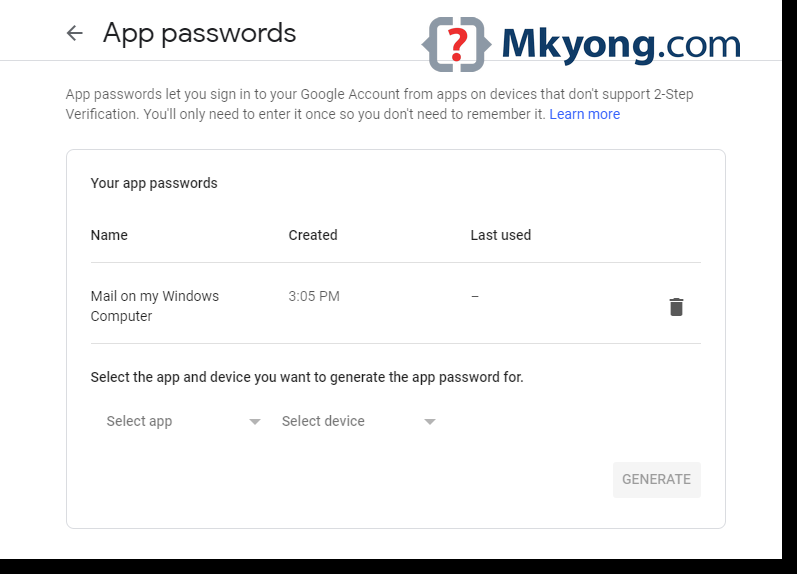 App passwords
Mkyong.com
App passwords let you sign in to your Google Account from apps on devices that don't support 2-Step
Verification. You'll only need to enter it once so you don't need to remember it. Learn more
Your app passwords
Name Created Last used
Mail on my Windows 3:05 PM –
Computer
Select the app and device you want to generate the app password for.
Select app Select device
GENERATE